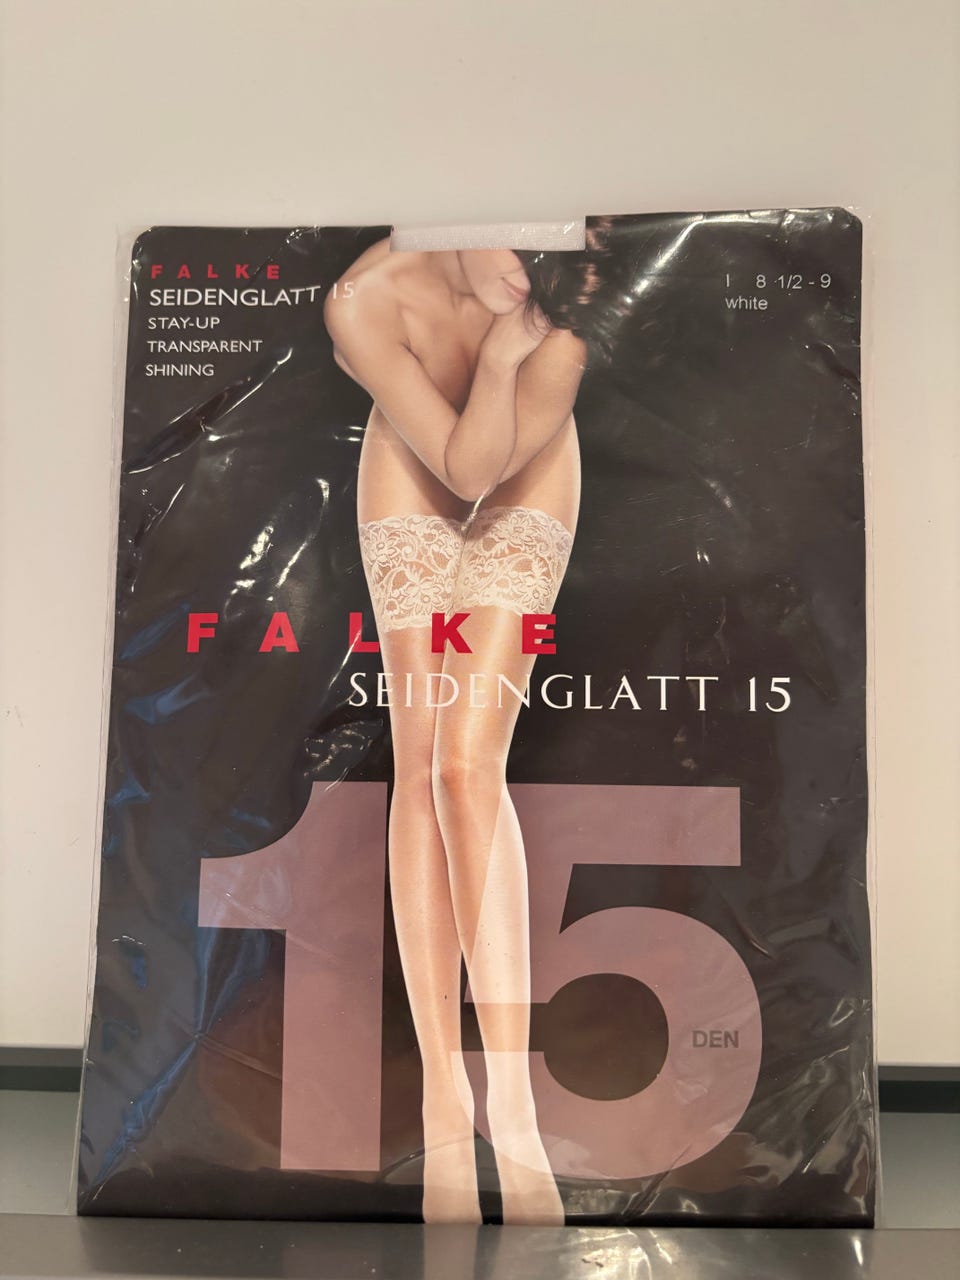 FALKE
SEIDENGLATT 15
STAY-UP
TRANSPARENT
SHINING
I 8 1/2 - 9
white
FALKE
SEIDENGLATT 15
15
DEN